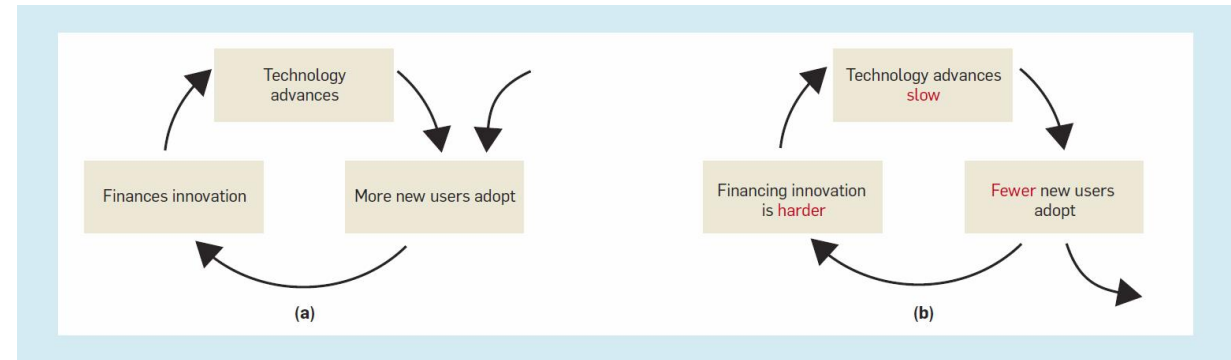 Technology
advances
Finances innovation
More new users adopt
(a)
Technology advances
slow
Financing innovation
is harder
Fewer new users
adopt
(b)